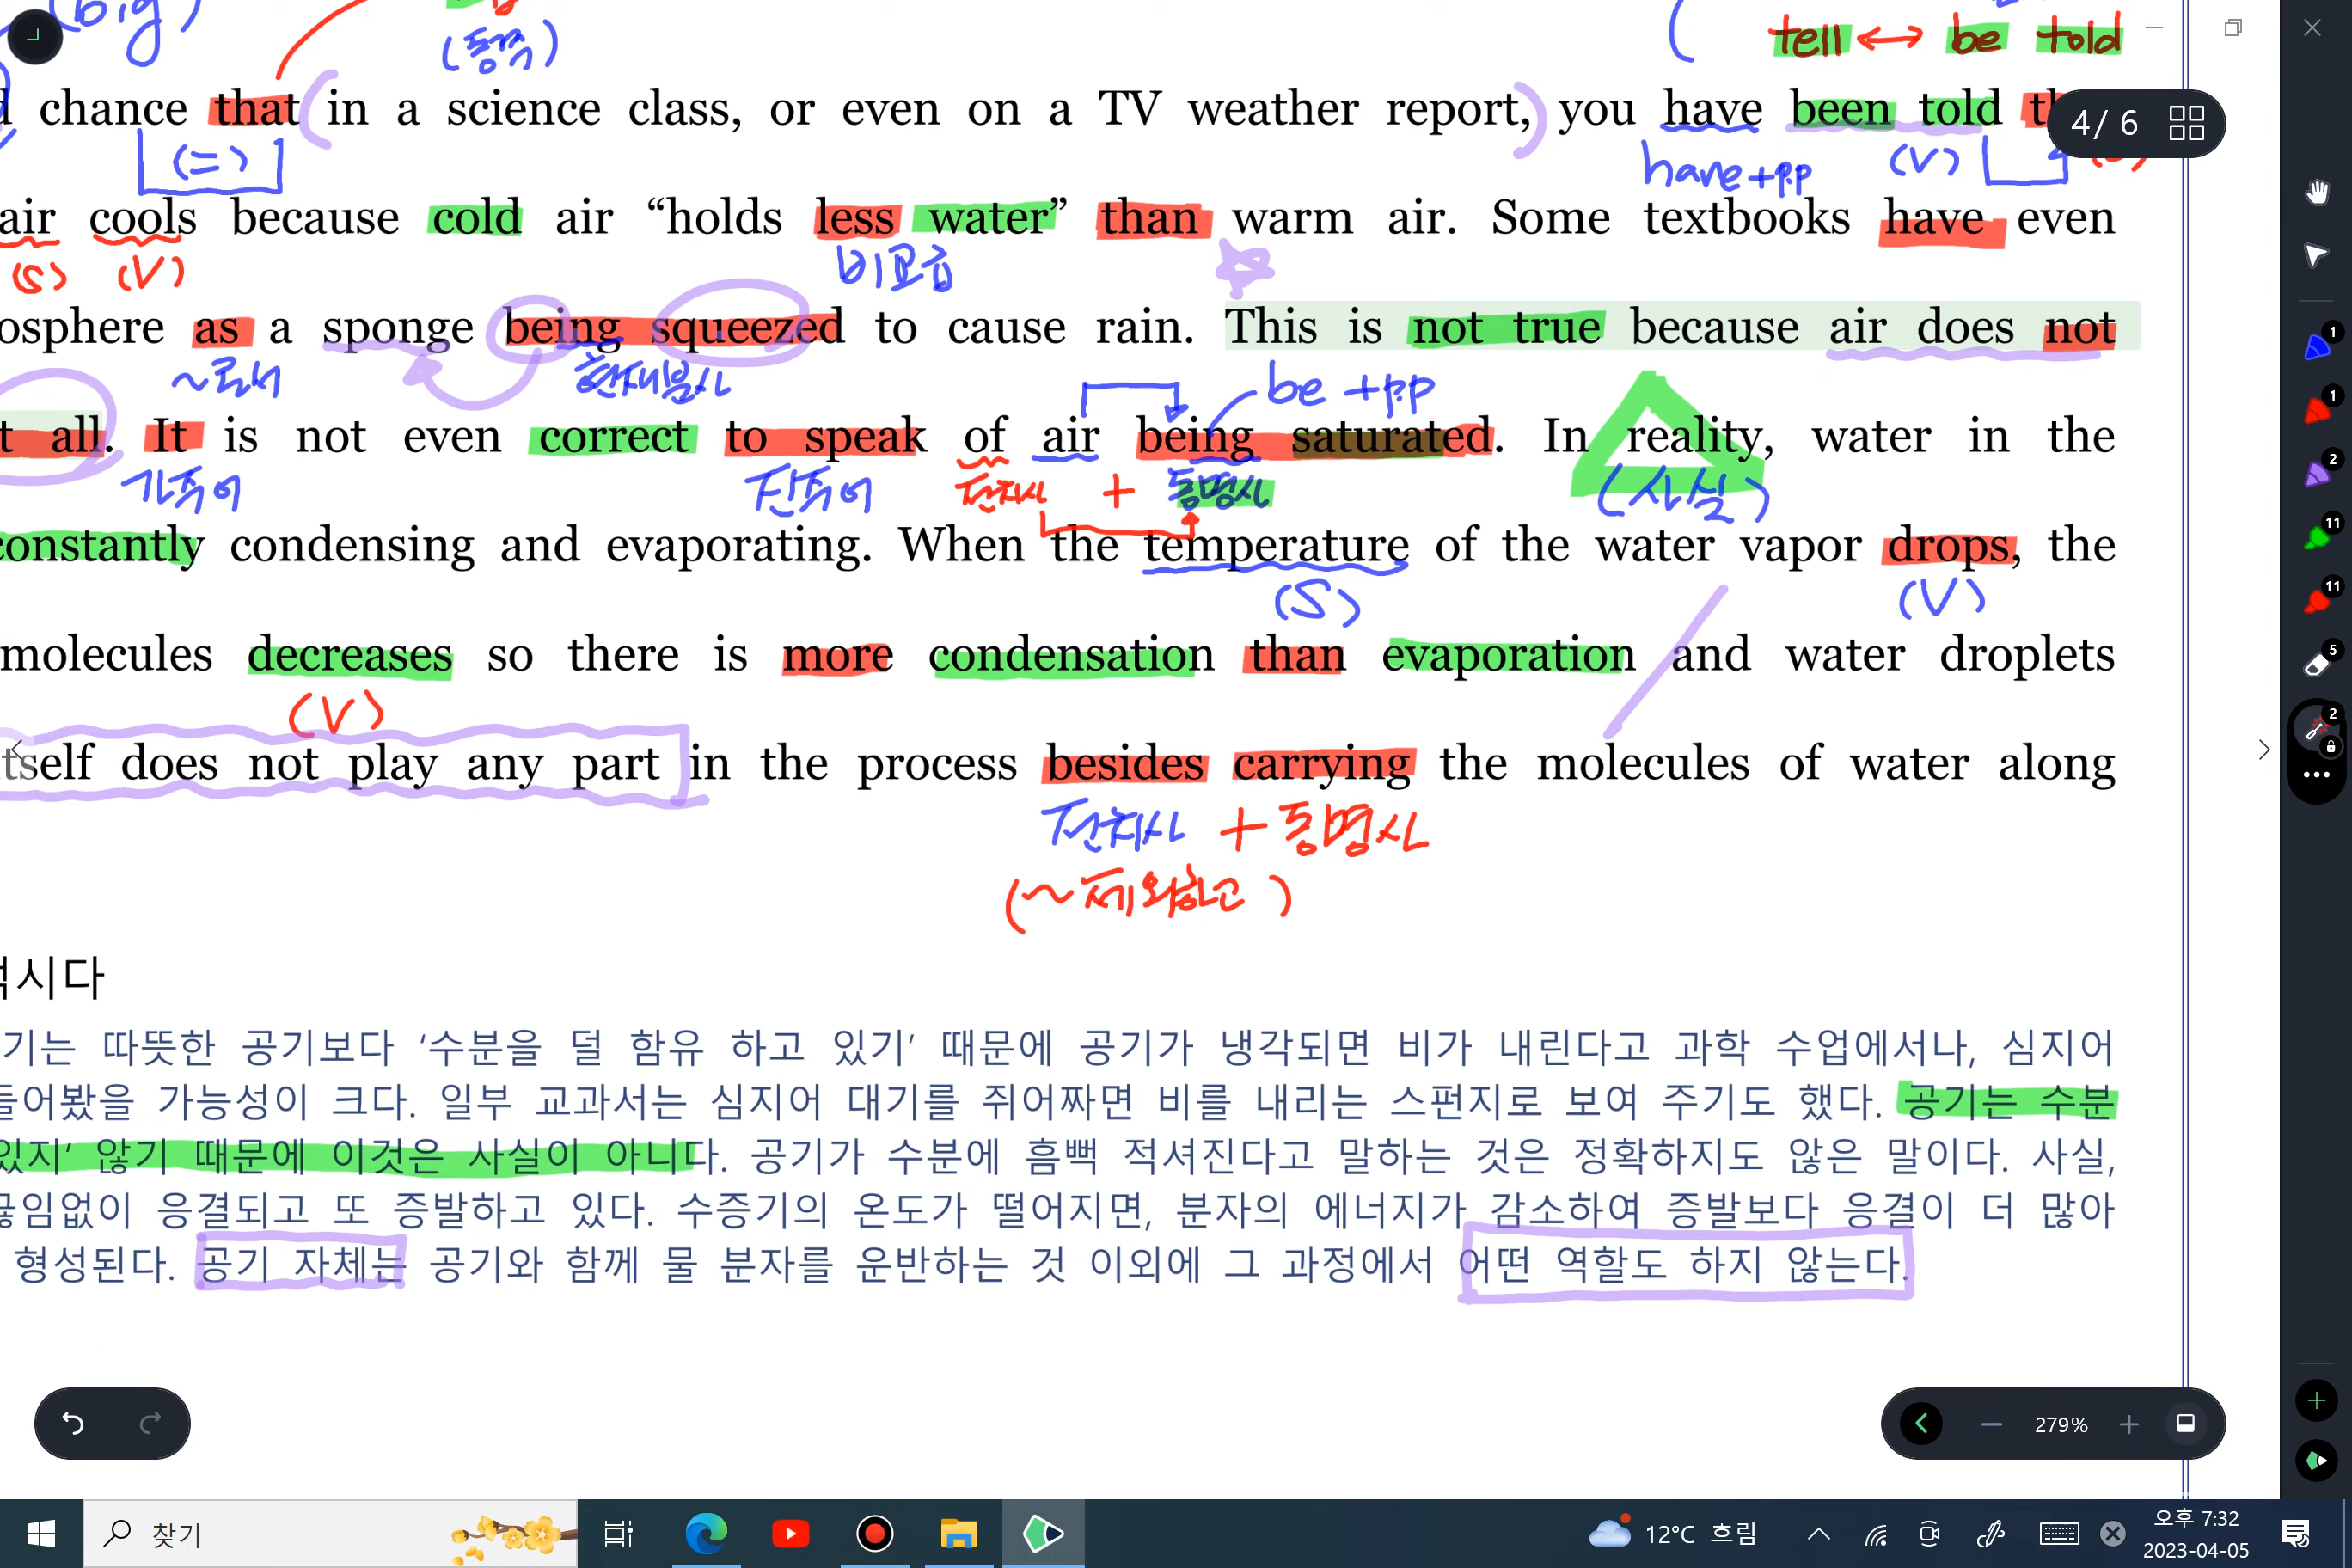 (big)
(동격)
tell ↔ be told
chance that in a science class, or even on a TV weather report, you have been told
4/ 6
(=)
have+pp
(V)
air cools because cold air “holds less water” than warm air. Some textbooks have even
(S) (V)
비교급
osphere as a sponge being squeezed to cause rain. This is not true because air does not
~로서
현재분사
be +pp
t all. It is not even correct to speak of air being saturated. In reality, water in the
가주어
진주어
전치사 + 동명사
(사실)
constantly condensing and evaporating. When the temperature of the water vapor drops, the
(S)
(V)
molecules decreases so there is more condensation than evaporation and water droplets
(V)
tself does not play any part in the process besides carrying the molecules of water along
전치사 + 동명사
(~제외하고)
적시다
기는 따뜻한 공기보다 ‘수분을 덜 함유 하고 있기’ 때문에 공기가 냉각되면 비가 내린다고 과학 수업에서나, 심지어
들어봤을 가능성이 크다. 일부 교과서는 심지어 대기를 쥐어짜면 비를 내리는 스펀지로 보여 주기도 했다. 공기는 수분
있지’ 않기 때문에 이것은 사실이 아니다. 공기가 수분에 흠뻑 적셔진다고 말하는 것은 정확하지도 않은 말이다. 사실,
끊임없이 응결되고 또 증발하고 있다. 수증기의 온도가 떨어지면, 분자의 에너지가 감소하여 증발보다 응결이 더 많아
형성된다. 공기 자체는 공기와 함께 물 분자를 운반하는 것 이외에 그 과정에서 어떤 역할도 하지 않는다.
279%
찾기
12°C 흐림
오후 7:32
2023-04-05
1
1
2
11
11
5
2